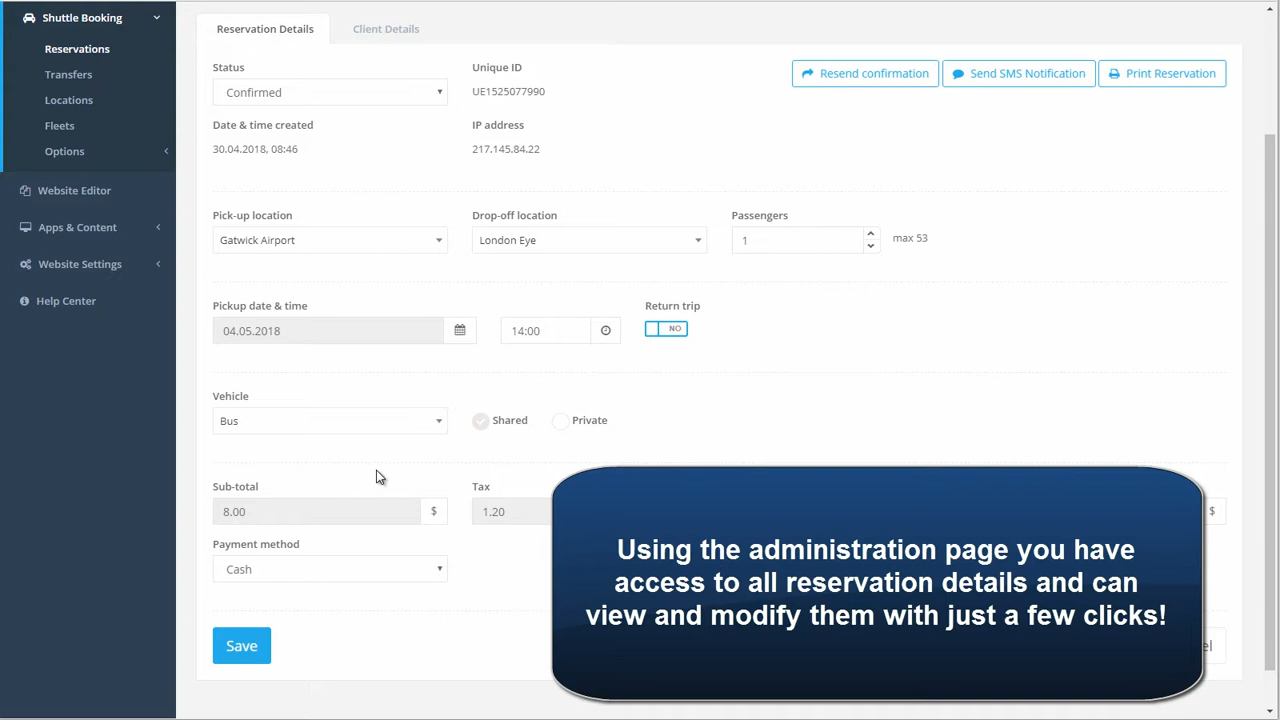 Shuttle Booking
Reservations
Transfers
Locations
Fleets
Options
Website Editor
Apps & Content
Website Settings
Help Center
Reservation Details
Client Details
Status
Confirmed
Unique ID
UE1525077990
Resend confirmation
Send SMS Notification
Print Reservation
Date & time created
30.04.2018, 08:46
IP address
217.145.84.22
Pick-up location
Gatwick Airport
Drop-off location
London Eye
Passengers
1
max 53
Pickup date & time
04.05.2018
14:00
Return trip
NO
Vehicle
Bus
Shared
Private
Sub-total
8.00
$
Tax
1.20
$
Payment method
Cash
Save
Using the administration page you have
access to all reservation details and can
view and modify them with just a few clicks!